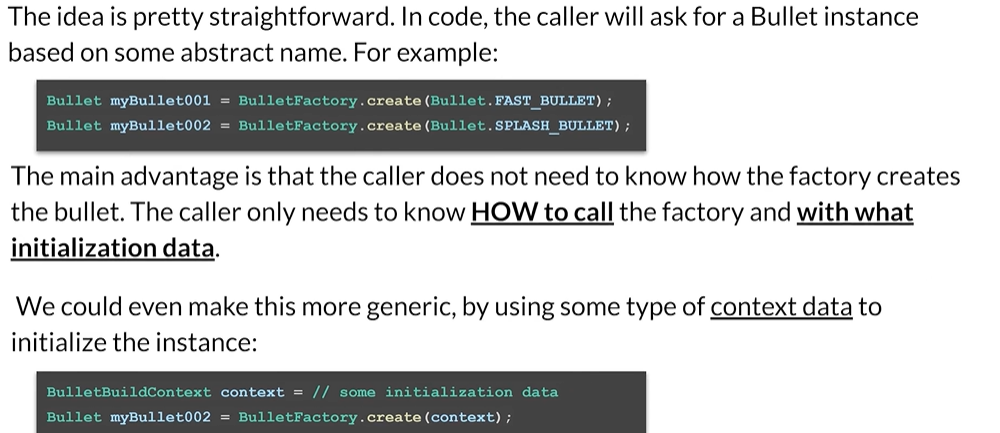 The idea is pretty straightforward. In code, the caller will ask for a Bullet instance
based on some abstract name. For example:
Bullet myBullet001 = BulletFactory.create(Bullet.FAST_BULLET);
Bullet myBullet002 = BulletFactory.create(Bullet.SPLASH_BULLET);
The main advantage is that the caller does not need to know how the factory creates
the bullet. The caller only needs to know HOW to call the factory and with what
initialization data.
We could even make this more generic, by using some type of context data to
initialize the instance:
BulletBuildContext context = // some initialization data
Bullet myBullet002 = BulletFactory.create(context);